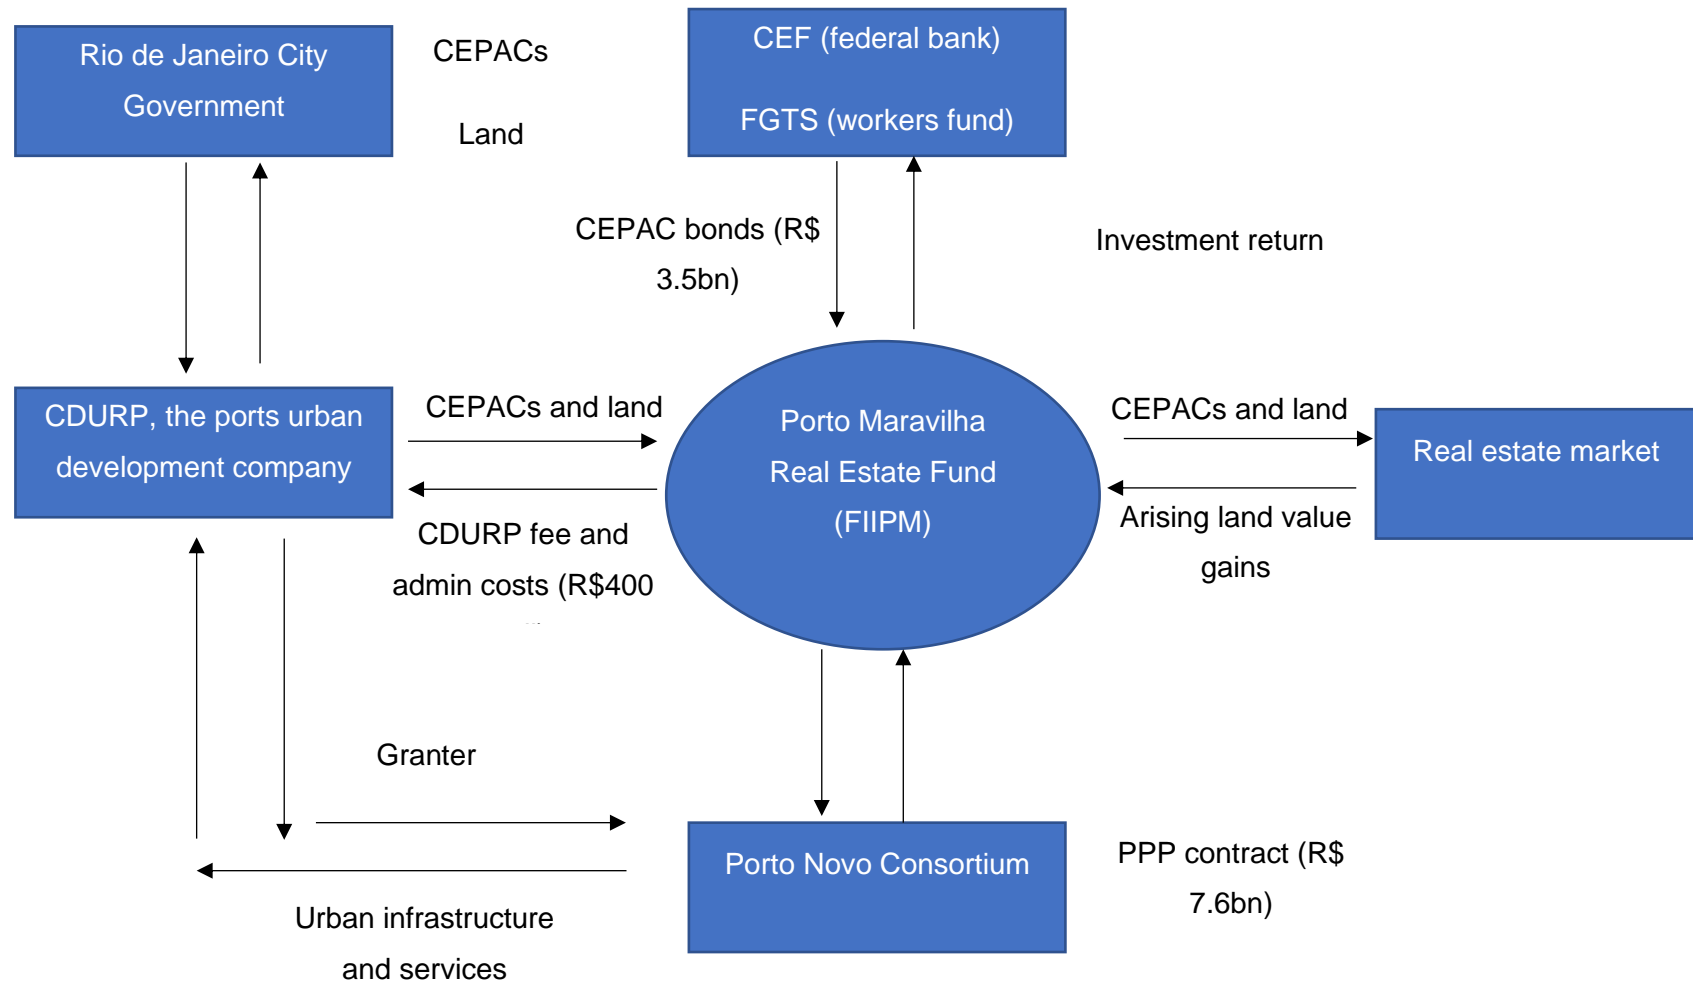 Rio de Janeiro City
Government
CEPACs
Land
CEF (federal bank)
FGTS (workers fund)
CEPAC bonds (R$
3.5bn)
Investment return
CDURP, the ports urban
development company
CEPACs and land
CDURP fee and
admin costs (R$400
Porto Maravilha
Real Estate Fund
(FIIPM)
CEPACs and land
Arising land value
gains
Real estate market
Granter
Urban infrastructure
and services
Porto Novo Consortium
PPP contract (R$
7.6bn)